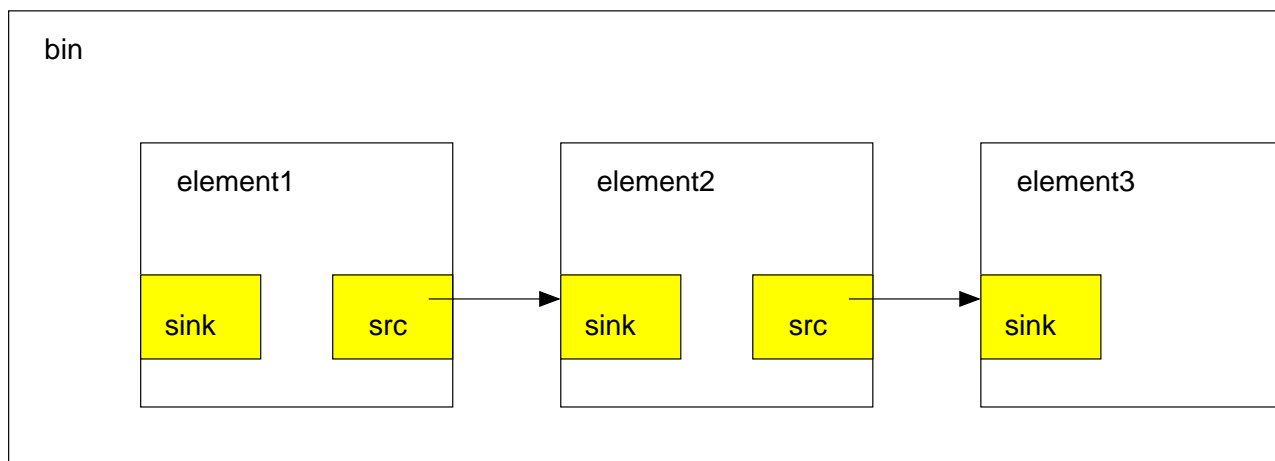 bin
element1
element2
element3
sink
src
sink
src
sink